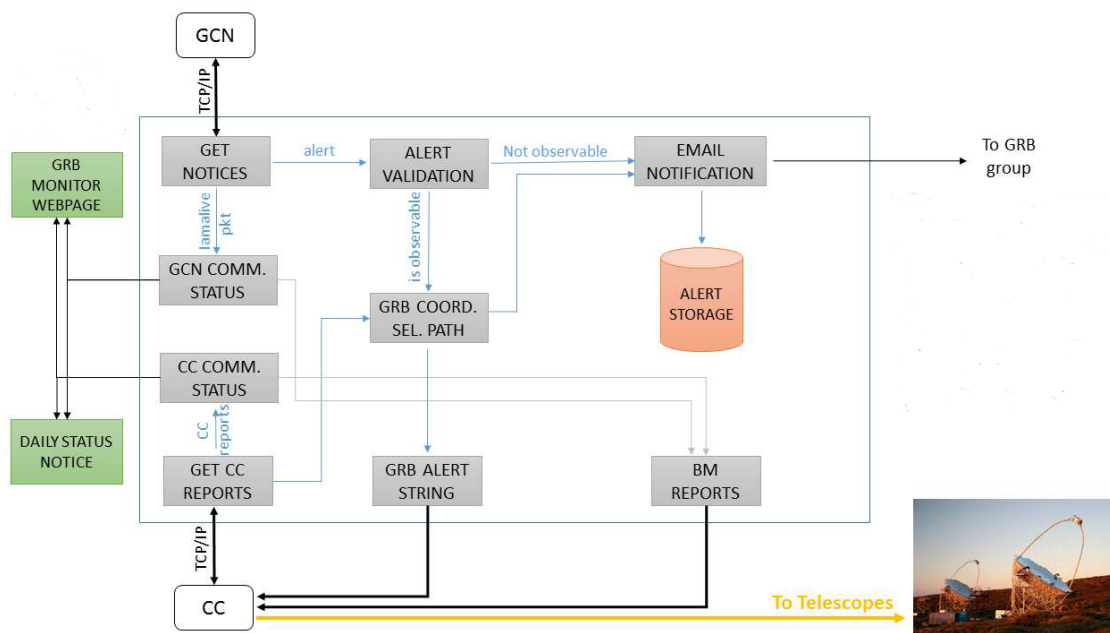 GCN
TCP/IP
GET
NOTICES
alert
ALERT
VALIDATION
Not observable
EMAIL
NOTIFICATION
To GRB
group
GRB
MONITOR
WEBPAGE
Iamalive
pkt
is observable
GCN COMM.
STATUS
GRB COORD.
SEL. PATH
ALERT
STORAGE
CC COMM.
STATUS
CC
reports
DAILY STATUS
NOTICE
GET CC
REPORTS
GRB ALERT
STRING
BM
REPORTS
TCP/IP
CC
To Telescopes